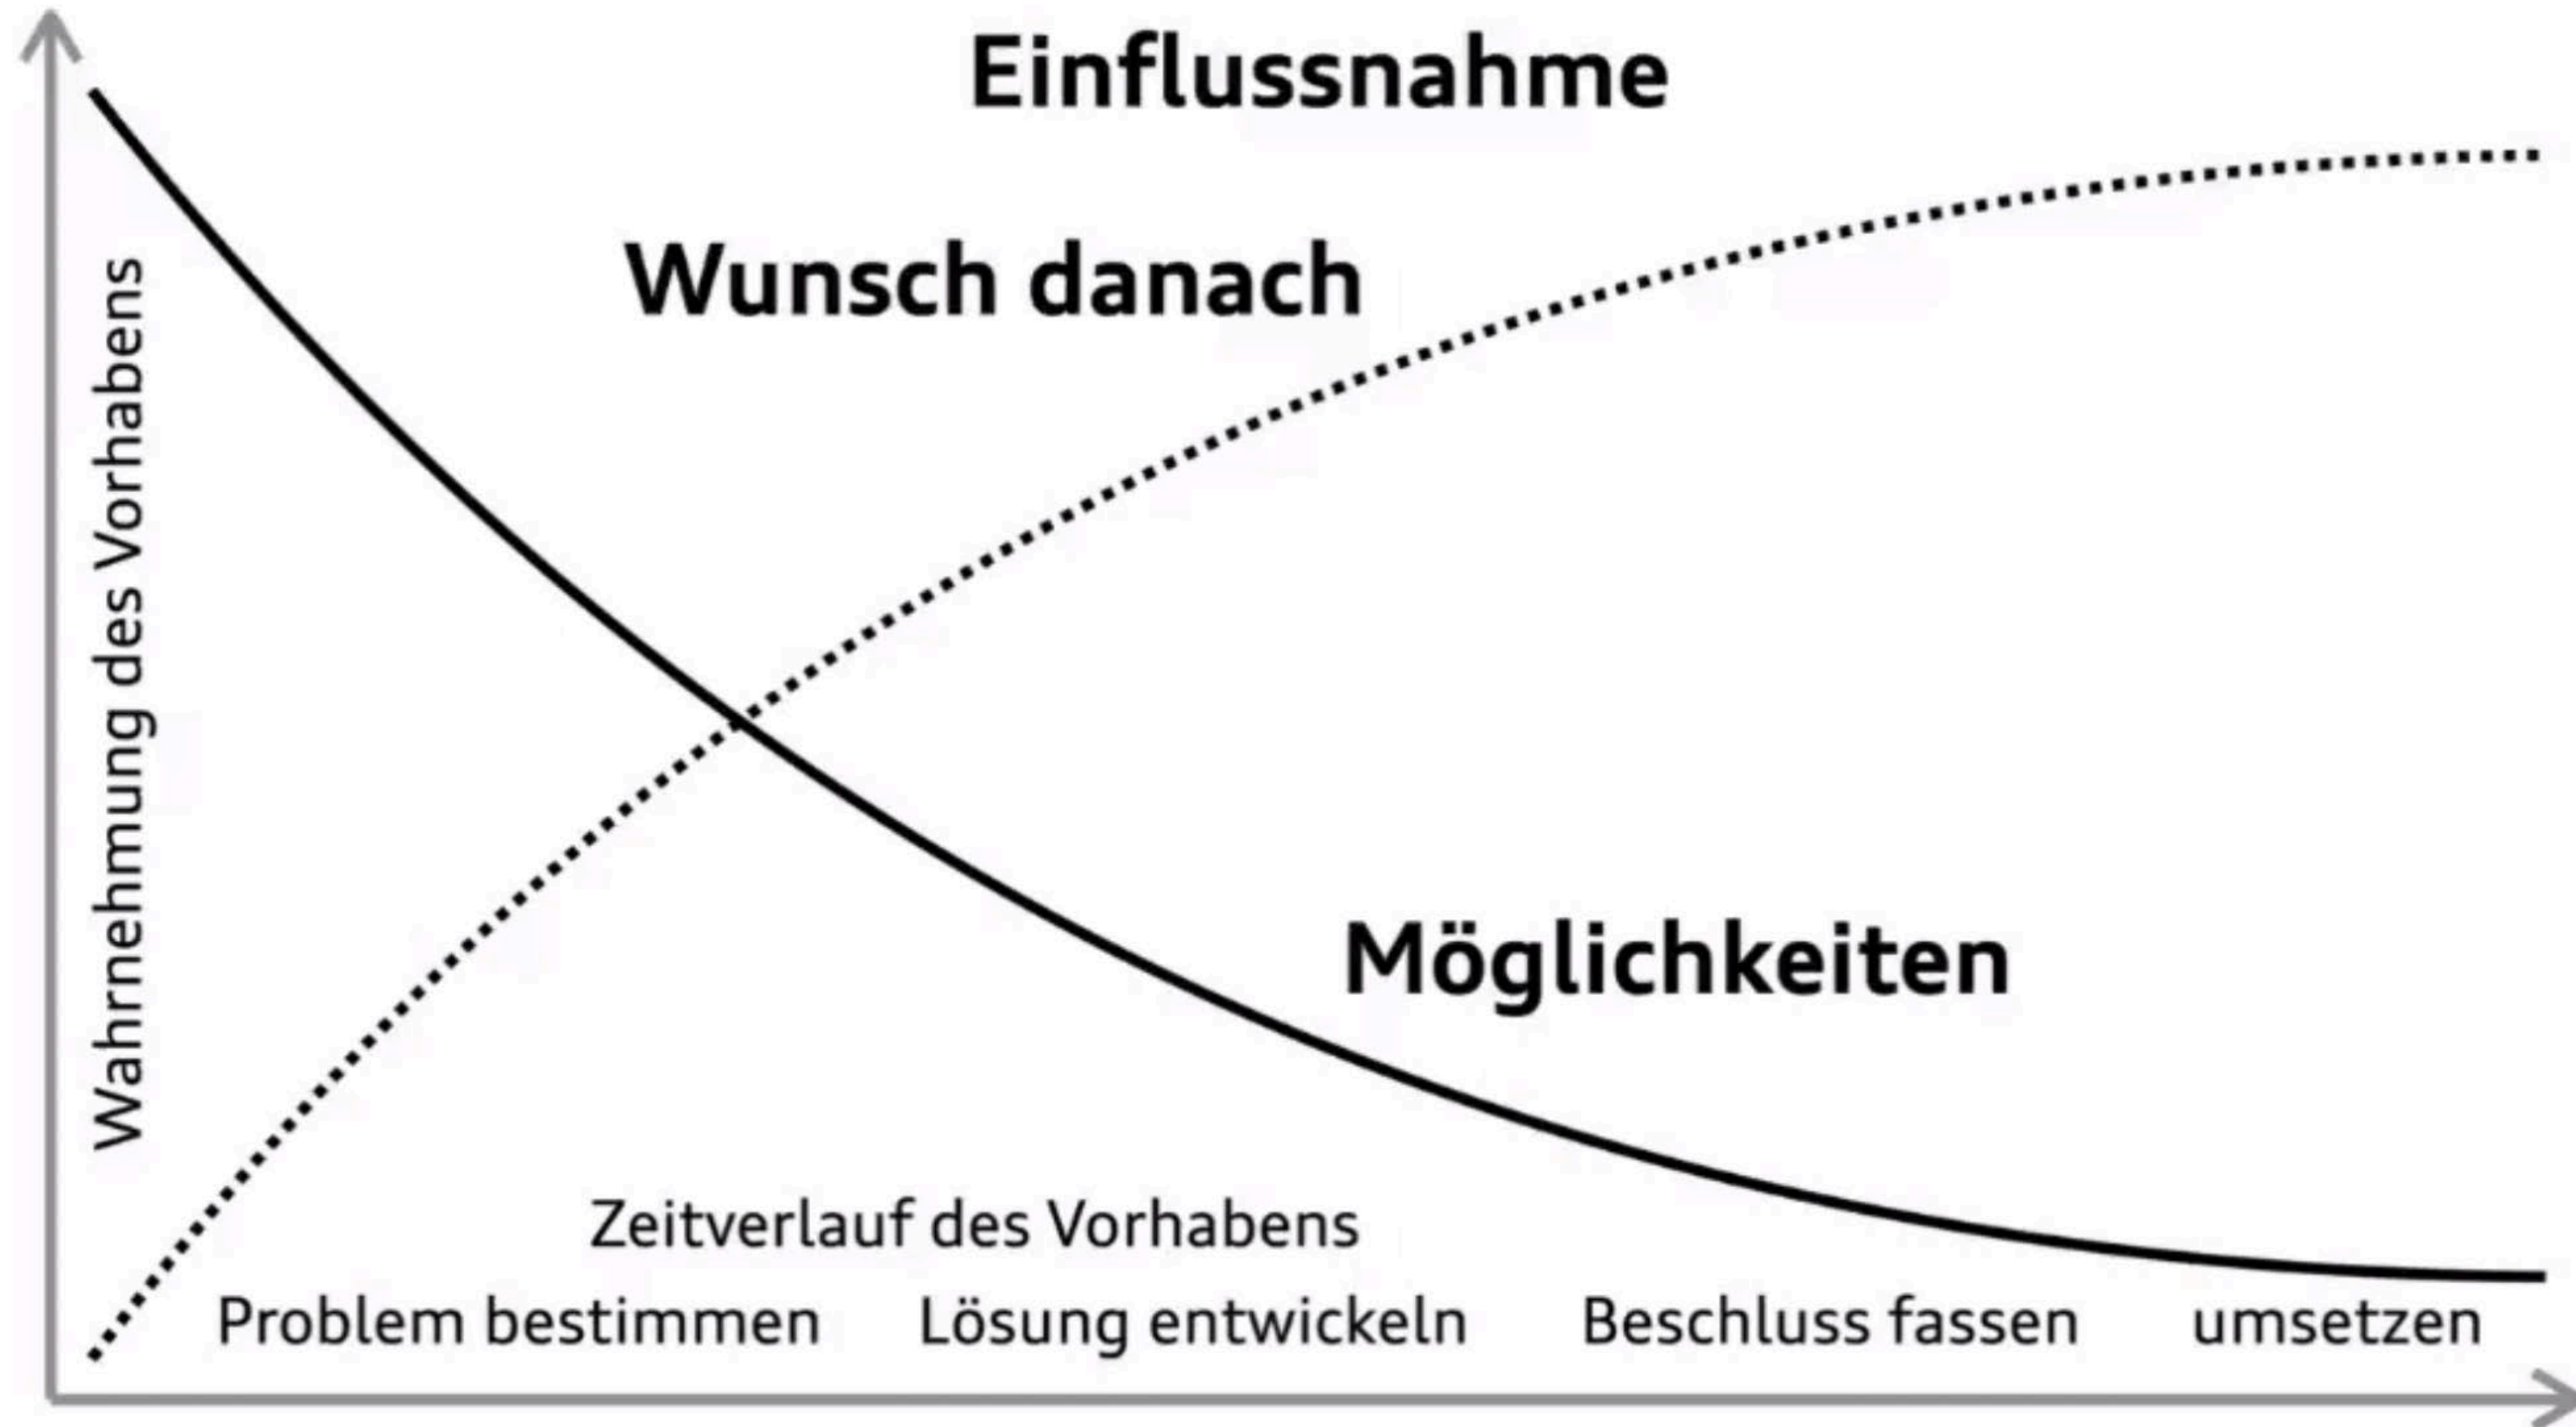 Einflussnahme
Wunsch danach
Wahrnehmung des Vorhabens
Möglichkeiten
Zeitverlauf des Vorhabens
Problem bestimmen Lösung entwickeln Beschluss fassen umsetzen